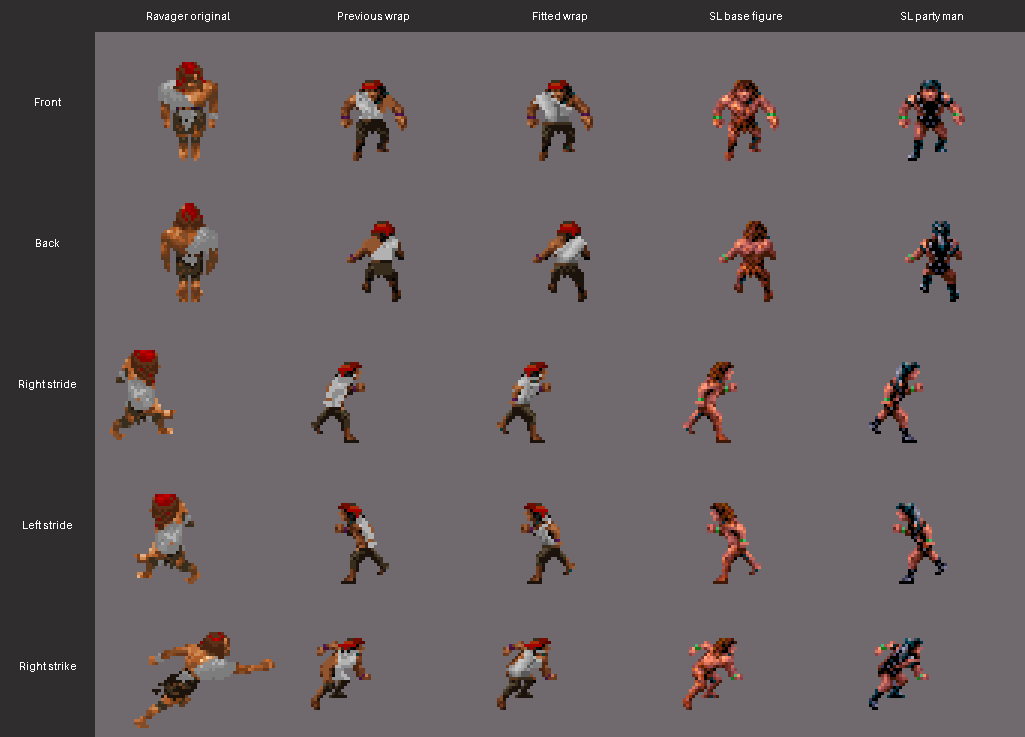 Ravager original
Previous wrap
Fitted wrap
SL base figure
SL party man
Front
Back
Right stride
Left stride
Right strike